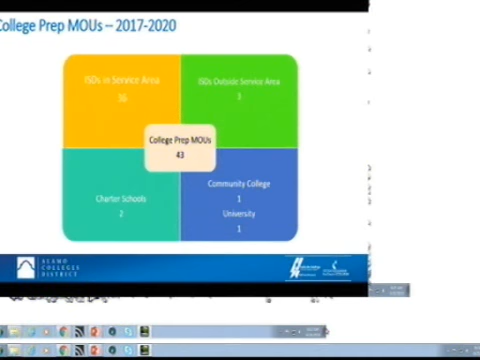 College Prep MOUs – 2017-2020
ISDs in Service Area
36
ISDs Outside Service Area
3
College Prep MOUs
43
Charter Schools
2
Community College
1
University
1
ALAMO
COLLEGES
DISTRICT